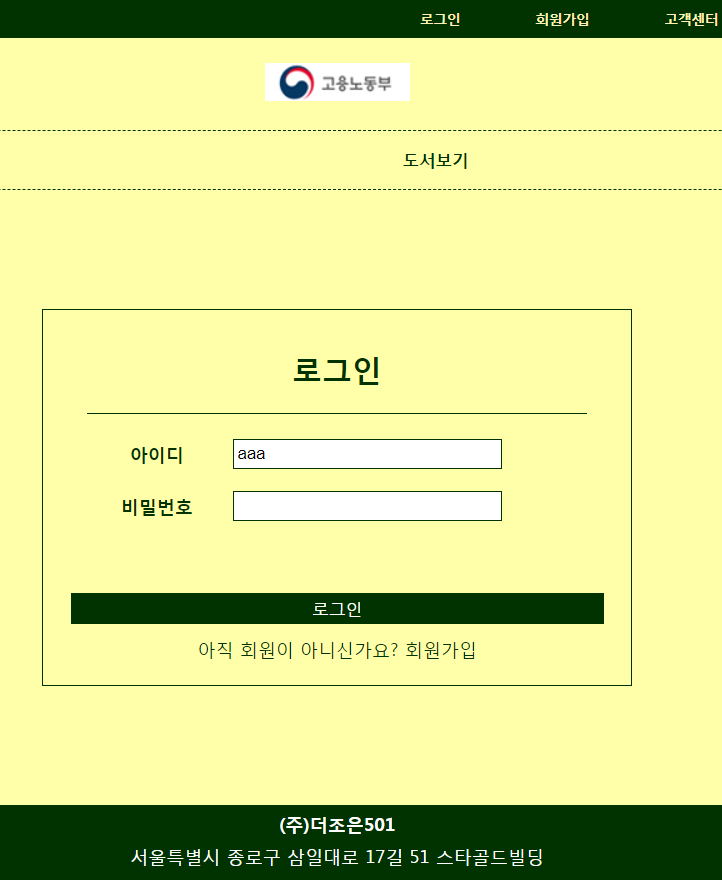 로그인 회원가입 고객센터
고용노동부
도서보기
로그인
아이디 aaa
비밀번호
로그인
아직 회원이 아니신가요? 회원가입
(주)더조은501
서울특별시 종로구 삼일대로 17길 51 스타골드빌딩